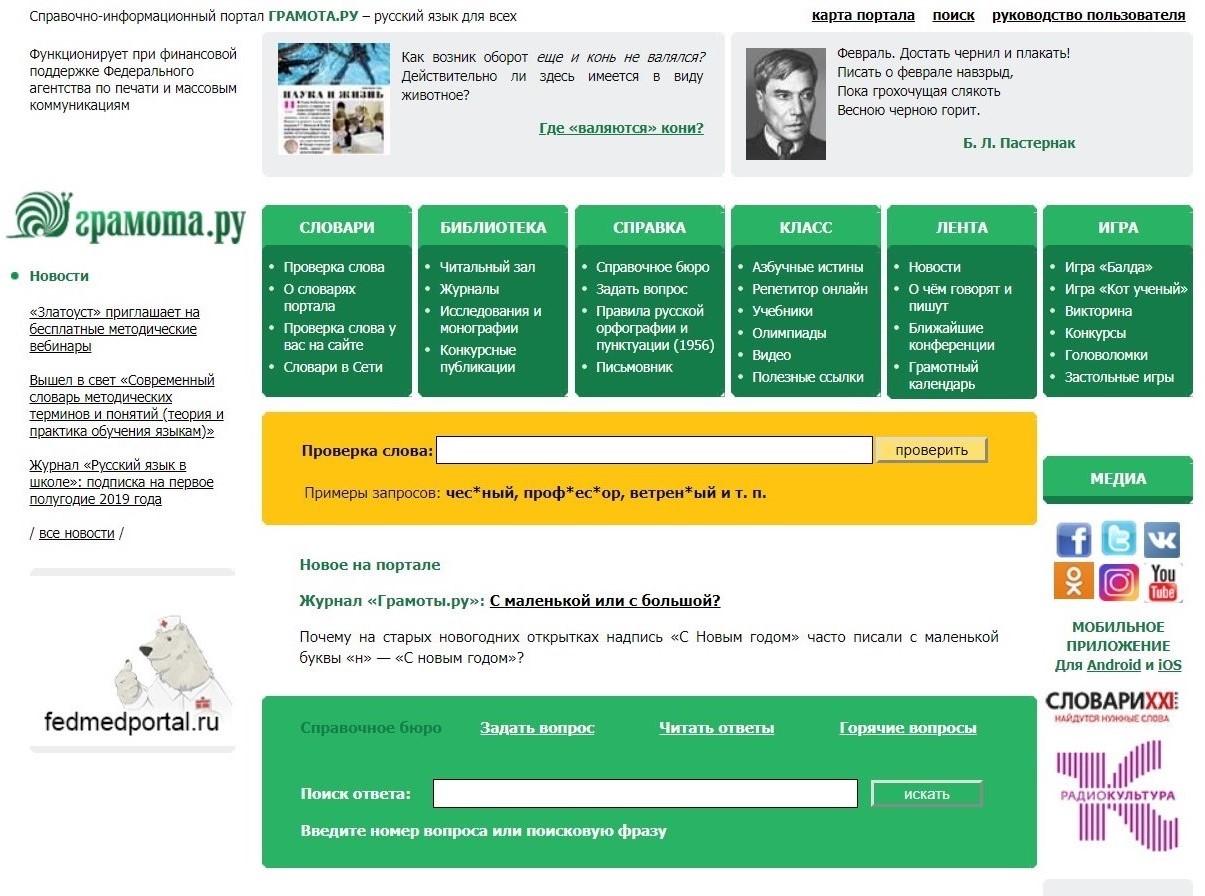 Справочно-информационный портал ГРАМОТА.РУ – русский язык для всех
карта портала поиск руководство пользователя
Функционирует при финансовой
поддержке Федерального
агентства по печати и массовым
коммуникациям
НАУКА И ЖИЗНЬ
11
Как возник оборот еще и конь не валялся?
Действительно ли здесь имеется в виду
животное?
Где «валяются» кони?
Февраль. Достать чернил и плакать!
Писать о феврале навзрыд,
Пока грохочущая слякоть
Весною черною горит.
Б. Л. Пастернак
грамота.ру
Новости
«Златоуст» приглашает на
бесплатные методические
вебинары
Вышел в свет «Современный
словарь методических
терминов и понятий (теория и
практика обучения языкам)»
Журнал «Русский язык в
школе»: подписка на первое
полугодие 2019 года
/ все новости /
fedmedportal.ru
СЛОВАРИ
Проверка слова
О словарях
портала
Проверка слова у
вас на сайте
Словари в Сети
БИБЛИОТЕКА
Читальный зал
Журналы
Исследования и
монографии
Конкурсные
публикации
СПРАВКА
Справочное бюро
Задать вопрос
Правила русской
орфографии и
пунктуации (1956)
Письмовник
КЛАСС
Азбучные истины
Репетитор онлайн
Учебники
Олимпиады
Видео
Полезные ссылки
ЛЕНТА
Новости
О чём говорят и
пишут
Ближайшие
конференции
Грамотный
календарь
ИГРА
Игра «Балда»
Игра «Кот ученый»
Викторина
Конкурсы
Головоломки
Застольные игры
Проверка слова: проверить
Примеры запросов: чес*ный, проф*ес*ор, ветрен*ый и т. п.
Новое на портале
Журнал «Грамоты.ру»: С маленькой или с большой?
Почему на старых новогодних открытках надпись «С Новым годом» часто писали с маленькой
буквы «н» — «С новым годом»?
Справочное бюро Задать вопрос Читать ответы Горячие вопросы
Поиск ответа: искать
Введите номер вопроса или поисковую фразу
МЕДИА
You
Tube
МОБИЛЬНОЕ
ПРИЛОЖЕНИЕ
Для Android и iOS
СЛОВАРИXXI
НАЙДУТСЯ НУЖНЫЕ СЛОВА
РАДИОКУЛЬТУРА